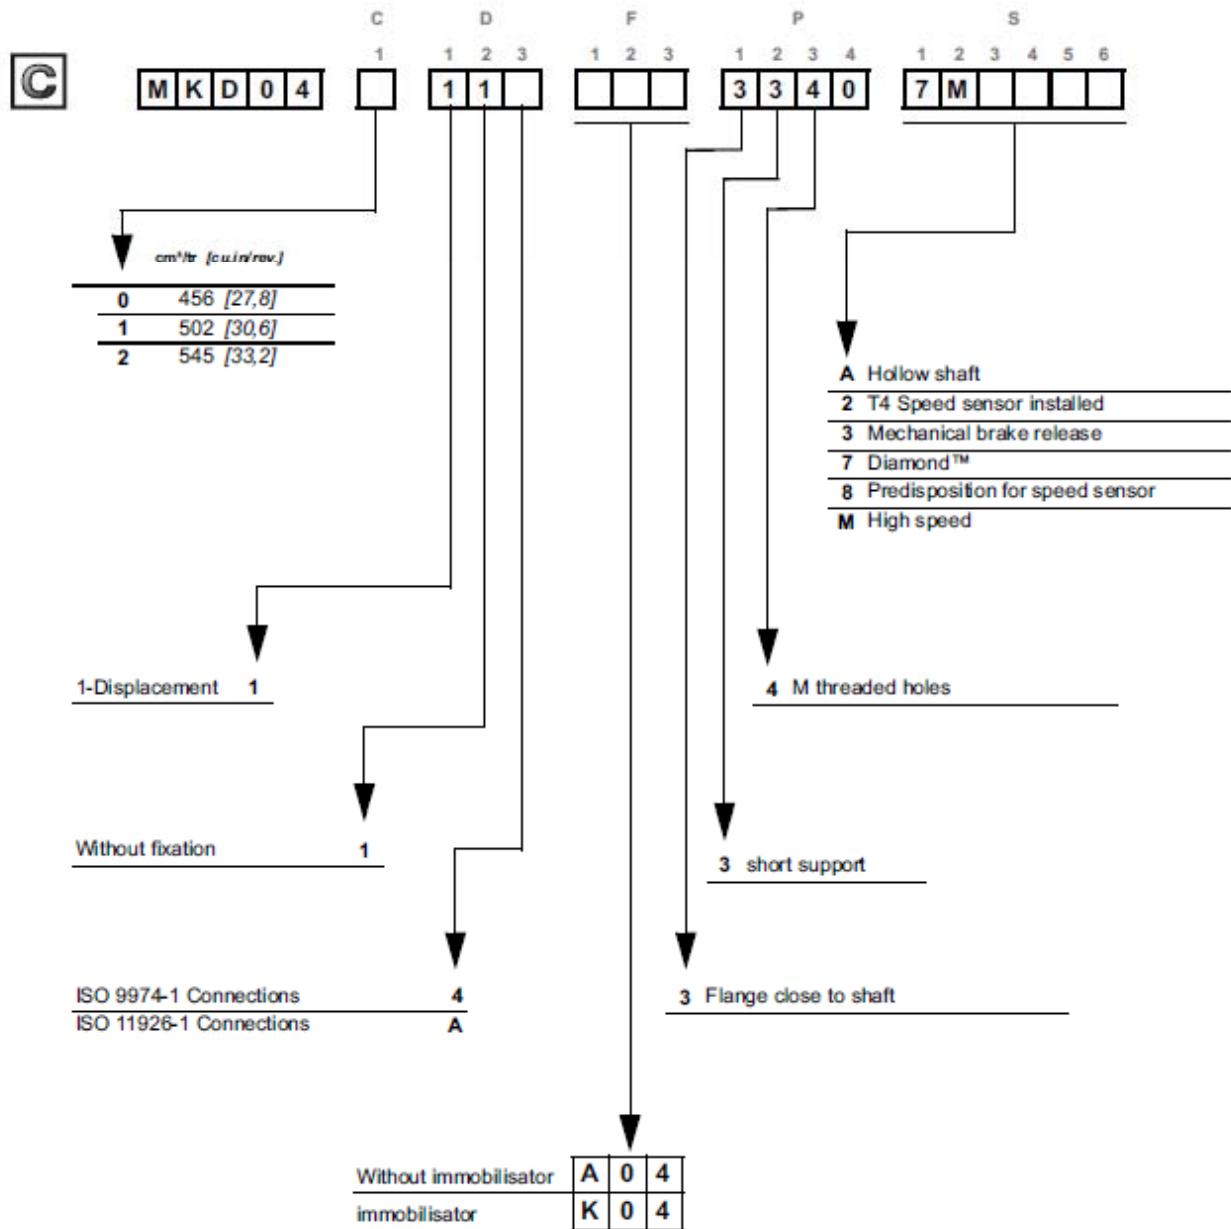 C D F P S
1 1 2 3 1 2 3 1 2 3 4 1 2 3 4 5 6
C M K D 0 4 1 1 3 3 4 0 7 M
cm³/tr [cu.in/rev.]
0 456 [27,8]
1 502 [30,6]
2 545 [33,2]
A Hollow shaft
2 T4 Speed sensor installed
3 Mechanical brake release
7 Diamond™
8 Predisposition for speed sensor
M High speed
1-Displacement 1
4 M threaded holes
Without fixation 1
3 short support
ISO 9974-1 Connections 4
ISO 11926-1 Connections A
3 Flange close to shaft
Without immobilisator A 0 4
immobilisator K 0 4